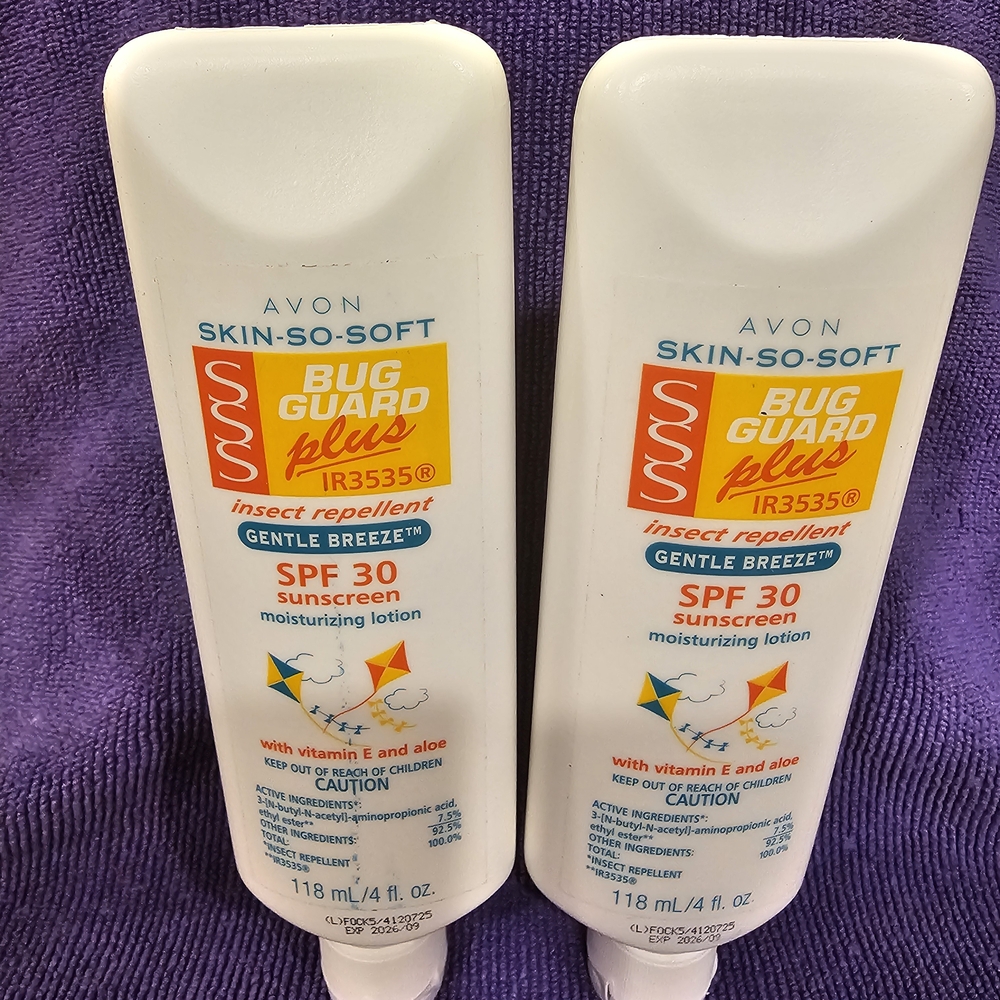 AVON
SKIN-SO-SOFT
SSS
BUG
GUARD
plus
IR3535®
insect repellent
GENTLE BREEZE™
SPF 30
sunscreen
moisturizing lotion
with vitamin E and aloe
KEEP OUT OF REACH OF CHILDREN
CAUTION
ACTIVE INGREDIENTS*:
3-[N-butyl-N-acetyl]-aminopropionic acid,
ethyl ester** 7.5%
OTHER INGREDIENTS: 92.5%
TOTAL: 100.0%
*INSECT REPELLENT
**IR3535®
118 mL/4 fl. oz.
(L)FOCK5/4120725
EXP 2026/09
AVON
SKIN-SO-SOFT
SSS
BUG
GUARD
plus
IR3535®
insect repellent
GENTLE BREEZE™
SPF 30
sunscreen
moisturizing lotion
with vitamin E and aloe
KEEP OUT OF REACH OF CHILDREN
CAUTION
ACTIVE INGREDIENTS*:
3-[N-butyl-N-acetyl]-aminopropionic acid,
ethyl ester** 7.5%
OTHER INGREDIENTS: 92.5%
TOTAL: 100.0%
*INSECT REPELLENT
**IR3535®
118 mL/4 fl. oz.
(L)FOCK5/4120725
EXP 2026/09